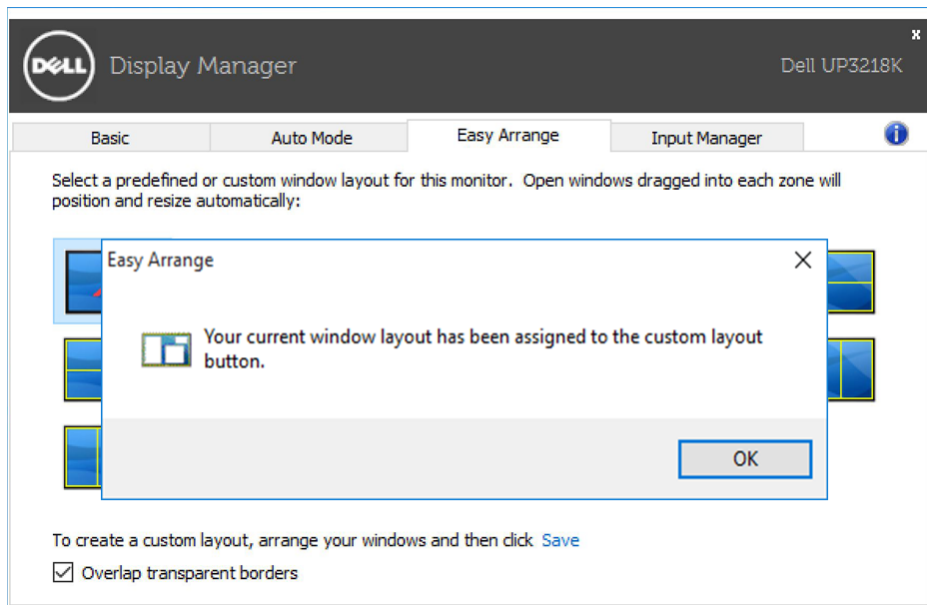 x
DELL Display Manager Dell UP3218K
Basic Auto Mode Easy Arrange Input Manager i
Select a predefined or custom window layout for this monitor. Open windows dragged into each zone will
position and resize automatically:
Easy Arrange
Your current window layout has been assigned to the custom layout
button.
OK
To create a custom layout, arrange your windows and then click Save
Overlap transparent borders